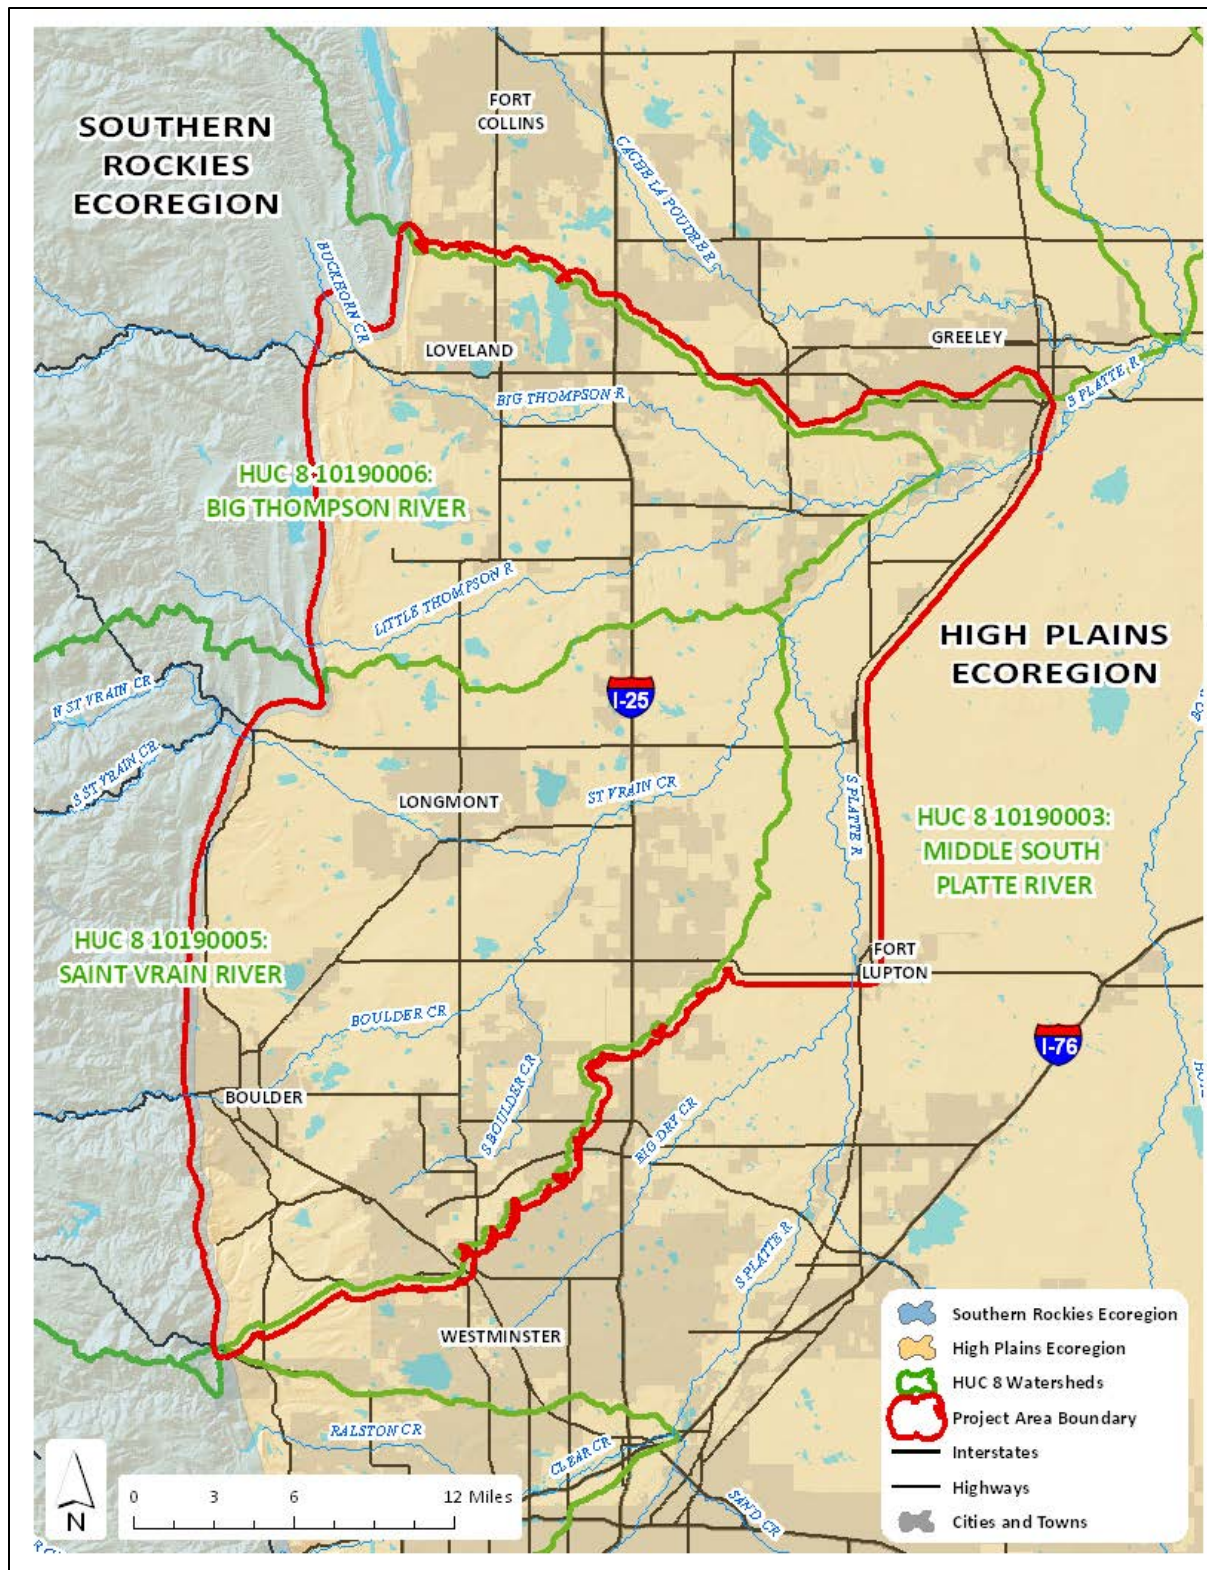 FORT
COLLINS
SOUTHERN
ROCKIES
ECOREGION
CACHE LA POUDRE R
BUCKHORN CR
GREELEY
LOVELAND
S PLATTE R
BIG THOMPSON R
HUC 8 10190006:
BIG THOMPSON RIVER
LITTLE THOMPSON R
HIGH PLAINS
ECOREGION
N ST VRAIN CR
I-25
S ST VRAIN CR
ST VRAIN CR
LONGMONT
S PLATTE R
HUC 8 10190003:
MIDDLE SOUTH
PLATTE RIVER
HUC 8 10190005:
SAINT VRAIN RIVER
FORT
LUPTON
BOULDER CR
I-76
BOULDER
S BOULDER CR
BIG DRY CR
S PLATTE R
WESTMINSTER
RALSTON CR
CLEAR CR
SAND CR
Southern Rockies Ecoregion
High Plains Ecoregion
HUC 8 Watersheds
Project Area Boundary
Interstates
Highways
Cities and Towns
N
0 3 6 12 Miles